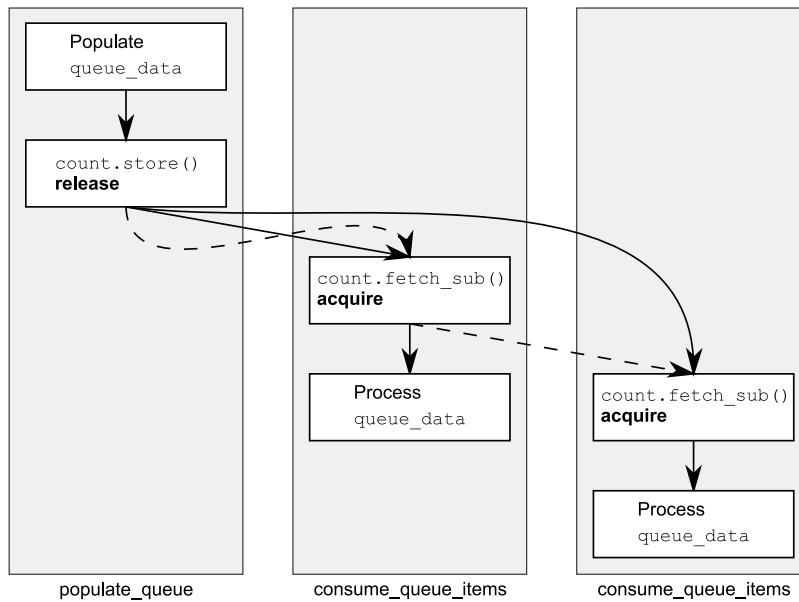 Populate
queue_data
count.store()
release
populate_queue
count.fetch_sub()
acquire
Process
queue_data
consume_queue_items
count.fetch_sub()
acquire
Process
queue_data
consume_queue_items